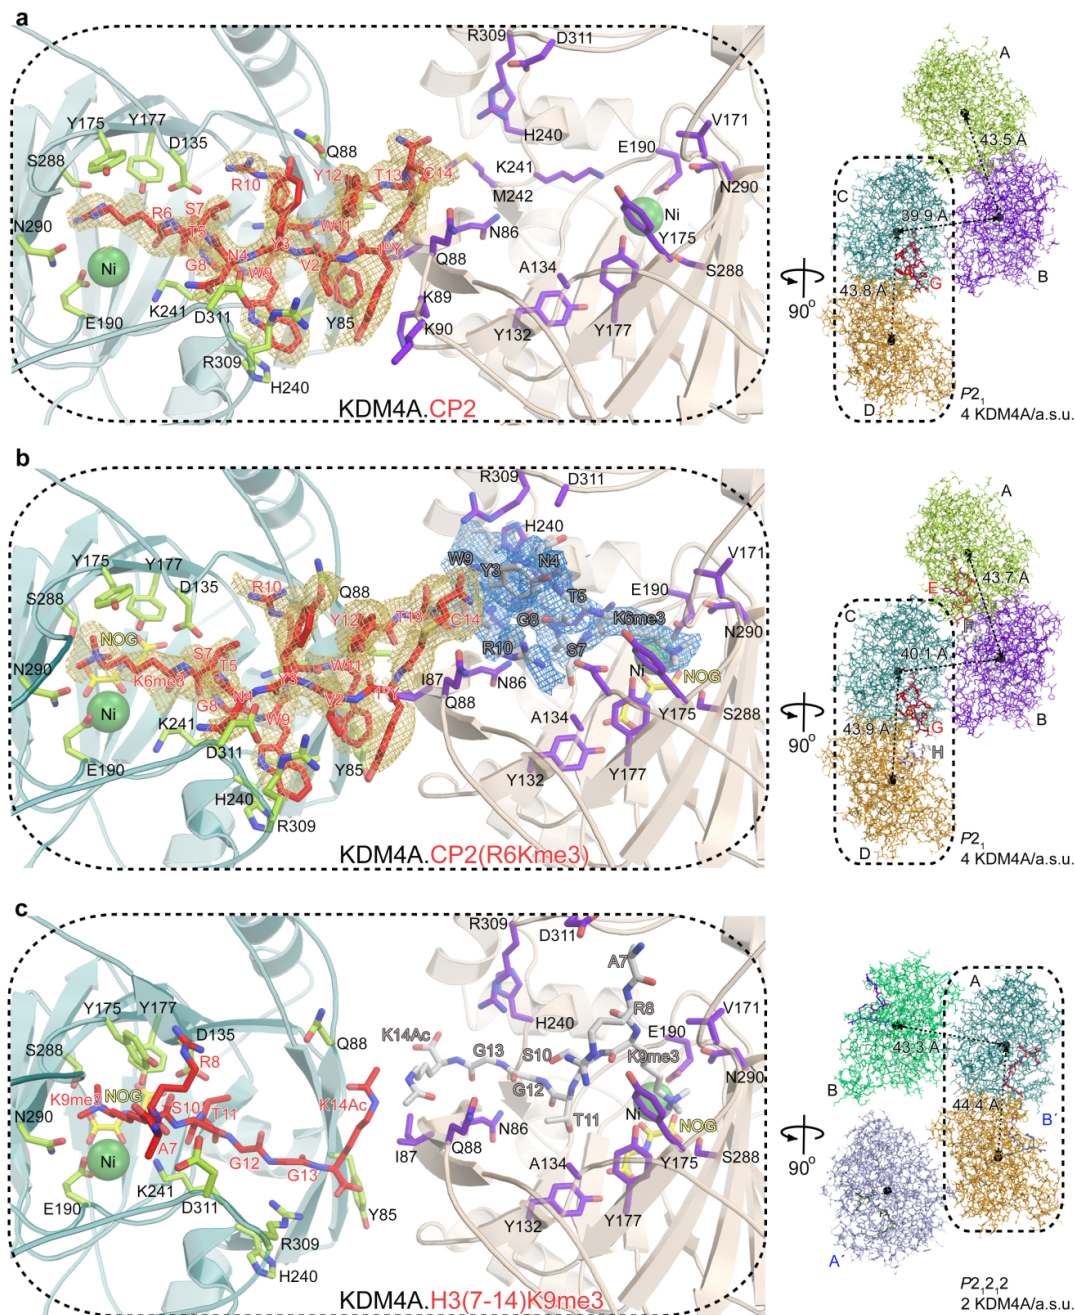 a
R309
D311
Y175
Y177
D135
S288
R10
Q88
Y12
T13
C14
H240
K241
M242
E190
V171
N290
S7
R6
T5
N290
Ni
G8
N4
Y3
W11
W9
V2
1DY
N86
Q88
Ni
Y175
S288
A134
E190
K241
D311
Y85
K89
K90
Y132
Y177
R309
H240
KDM4A.CP2
90o
A
43.5 A
C
39.9 A
G
B
43.8 A
D
P21
4 KDM4A/a.s.u.
b
R309
D311
Y175
Y177
D135
S288
R10
Q88
Y12
T13
C14
W9
Y3
N4
H240
T5
E190
V171
NOG
N290
S7
T5
K6me3
G8
K6me3
N290
Ni
G8
N4
Y3
W11
W9
V2
1DY
R10
S7
I87
Q88
N86
Ni
NOG
Y175
S288
A134
E190
K241
D311
Y85
Y132
Y177
H240
R309
KDM4A.CP2(R6Kme3)
90o
A
43.7 A
E
F
C
40.1 A
G
B
H
43.9 A
D
P21
4 KDM4A/a.s.u.
c
R309
D311
A7
Y175
Y177
D135
S288
R8
Q88
K14Ac
H240
R8
E190
V171
G13
S10
K9me3
N290
K9me3
NOG
S10
T11
K14Ac
G12
T11
N290
Ni
A7
G12
G13
I87
Q88
N86
Ni
NOG
Y175
S288
A134
E190
K241
D311
Y85
Y132
Y177
R309
H240
KDM4A.H3(7-14)K9me3
90o
A
43.3 A
B
44.4 A
B´
A´
P21212
2 KDM4A/a.s.u.